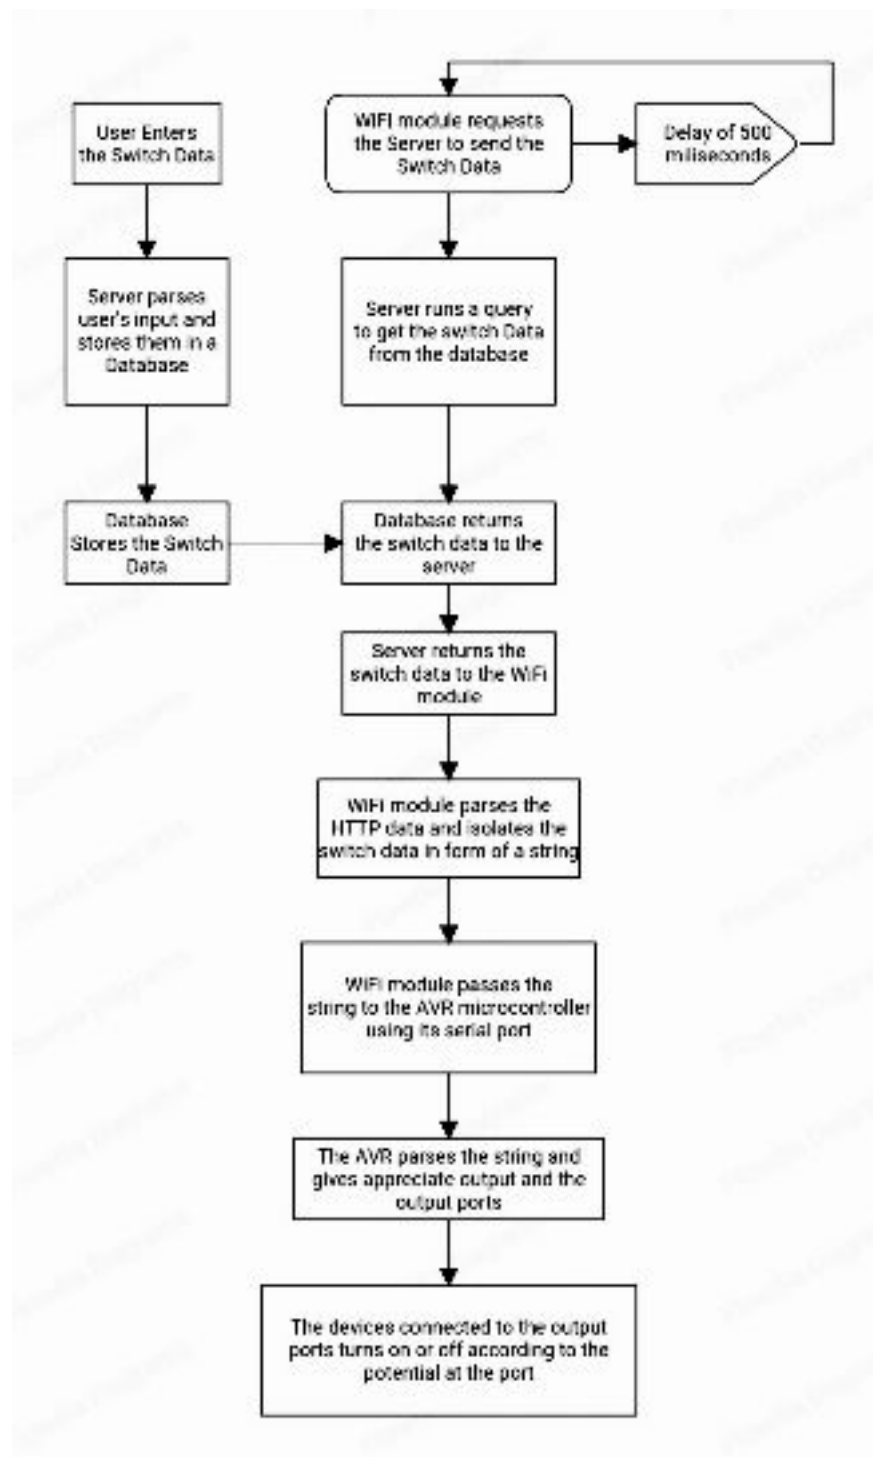 User Enters
the Switch Data
WIFI module requests
the Server to send the
Switch Data
Delay of 500
miliseconds
Server parses
user's input and
stores them in a
Database
Server runs a query
to get the switch Data
from the database
Database
Stores the Switch
Data
Database returns
the switch data to the
server
Server returns the
switch data to the WiFi
module
WiFi module parses the
HTTP data and isolates the
switch data in form of a string
WiFi module passes the
string to the AVR microcontroller
using its serial port
The AVR parses the string and
gives appreciate output and the
output ports
The devices connected to the output
ports turns on or off according to the
potential at the port